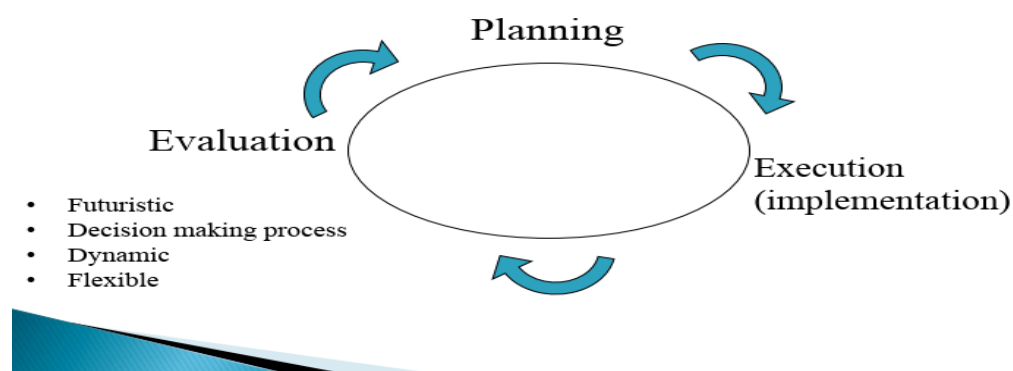 Planning
Evaluation
Execution
(implementation)
• Futuristic
• Decision making process
• Dynamic
• Flexible